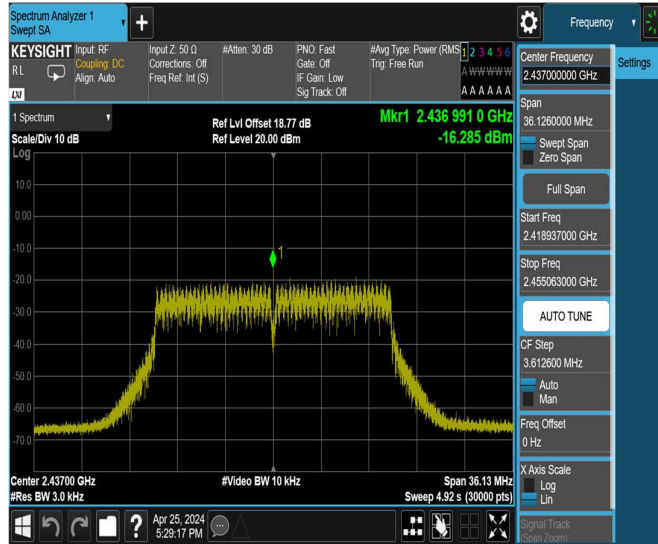 Spectrum Analyzer 1
Swept SA
+
Frequency
KEYSIGHT
RL
LXI
Input: RF
Coupling: DC
Align: Auto
Input Z: 50 Ω
Corrections: Off
Freq Ref: Int (S)
#Atten: 30 dB
PNO: Fast
Gate: Off
IF Gain: Low
Sig Track: Off
#Avg Type: Power (RMS
Trig: Free Run
1 2 3 4 5 6
A W W W W W
A A A A A A
1 Spectrum
Scale/Div 10 dB
Log
Ref Lvl Offset 18.77 dB
Ref Level 20.00 dBm
Mkr1 2.436 991 0 GHz
-16.285 dBm
10.0
0.00
-10.0
-20.0
-30.0
-40.0
-50.0
-60.0
-70.0
1
Center 2.43700 GHz
#Res BW 3.0 kHz
#Video BW 10 kHz
Span 36.13 MHz
Sweep 4.92 s (30000 pts)
Apr 25, 2024
5:29:17 PM
Center Frequency
2.437000000 GHz
Settings
Span
36.1260000 MHz
Swept Span
Zero Span
Full Span
Start Freq
2.418937000 GHz
Stop Freq
2.455063000 GHz
AUTO TUNE
CF Step
3.612600 MHz
Auto
Man
Freq Offset
0 Hz
X Axis Scale
Log
Lin
Signal Track
(Span Zoom)